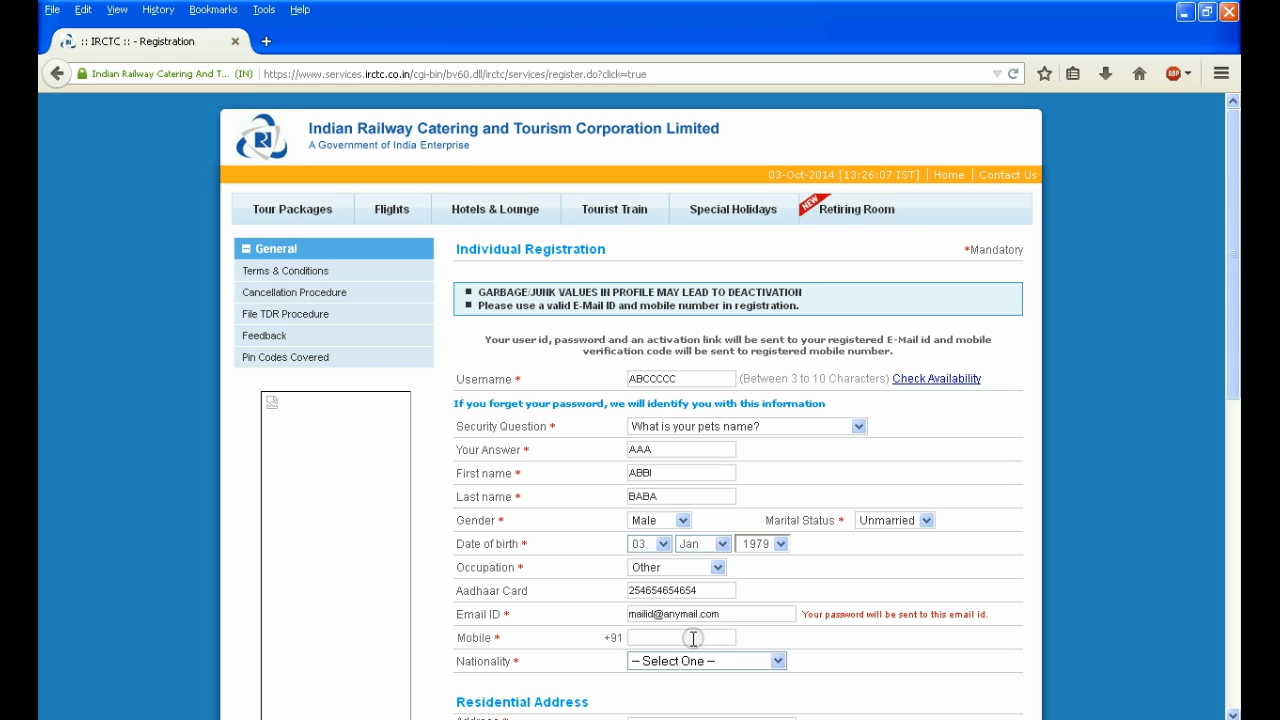 File Edit View History Bookmarks Tools Help
:: IRCTC :: - Registration
Indian Railway Catering And T... (IN) https://www.services.irctc.co.in/cgi-bin/bv60.dll/irctc/services/register.do?click=true
ABP
Indian Railway Catering and Tourism Corporation Limited
A Government of India Enterprise
03-Oct-2014 [13:26:07 IST] Home Contact Us
Tour Packages Flights Hotels & Lounge Tourist Train Special Holidays NEW Retiring Room
General
Terms & Conditions
Cancellation Procedure
File TDR Procedure
Feedback
Pin Codes Covered
Individual Registration *Mandatory
GARBAGE/JUNK VALUES IN PROFILE MAY LEAD TO DEACTIVATION
Please use a valid E-Mail ID and mobile number in registration.
Your user id, password and an activation link will be sent to your registered E-Mail id and mobile
verification code will be sent to registered mobile number.
Username * ABCCCCC (Between 3 to 10 Characters) Check Availability
If you forget your password, we will identify you with this information
Security Question * What is your pets name?
Your Answer * AAA
First name * ABBI
Last name * BABA
Gender * Male Marital Status * Unmarried
Date of birth * 03 Jan 1979
Occupation * Other
Aadhaar Card 254654654654
Email ID * mailid@anymail.com Your password will be sent to this email id.
Mobile * +91
Nationality * -- Select One --
Residential Address